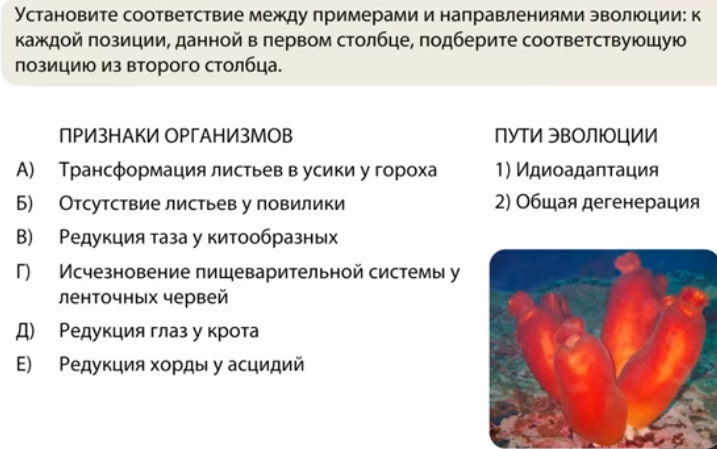 Установите соответствие между примерами и направлениями эволюции: к
каждой позиции, данной в первом столбце, подберите соответствующую
позицию из второго столбца.
ПРИЗНАКИ ОРГАНИЗМОВ
А) Трансформация листьев в усики у гороха
Б) Отсутствие листьев у повилики
В) Редукция таза у китообразных
Г) Исчезновение пищеварительной системы у
ленточных червей
Д) Редукция глаз у крота
Е) Редукция хорды у асцидий
ПУТИ ЭВОЛЮЦИИ
1) Идиоадаптация
2) Общая дегенерация